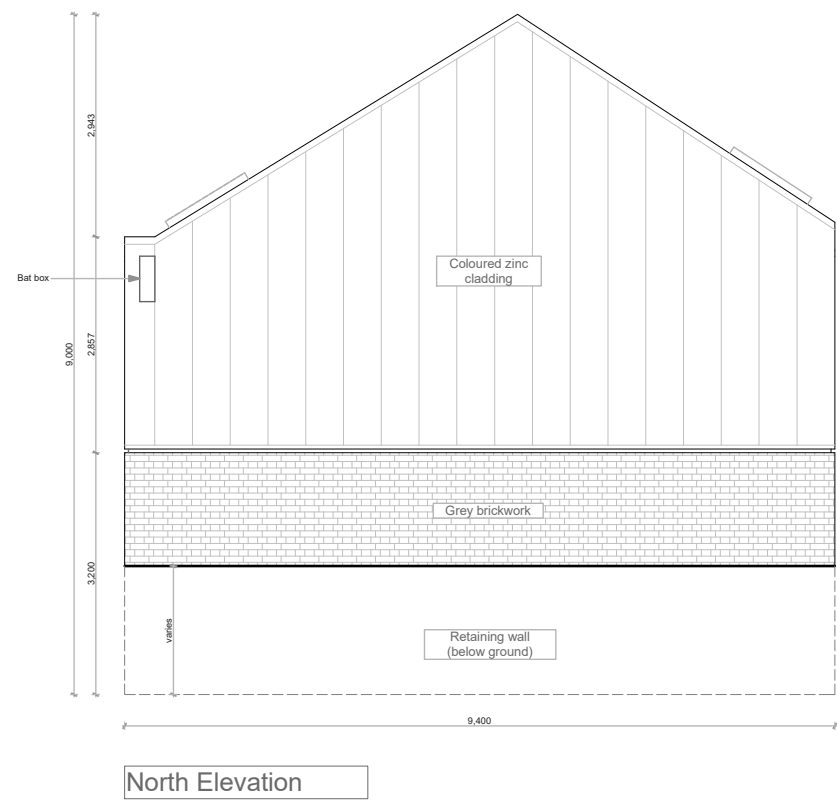 2,943
Coloured zinc
cladding
Bat box
2,857
9,000
Grey brickwork
3,200
varies
Retaining wall
(below ground)
9,400
North Elevation